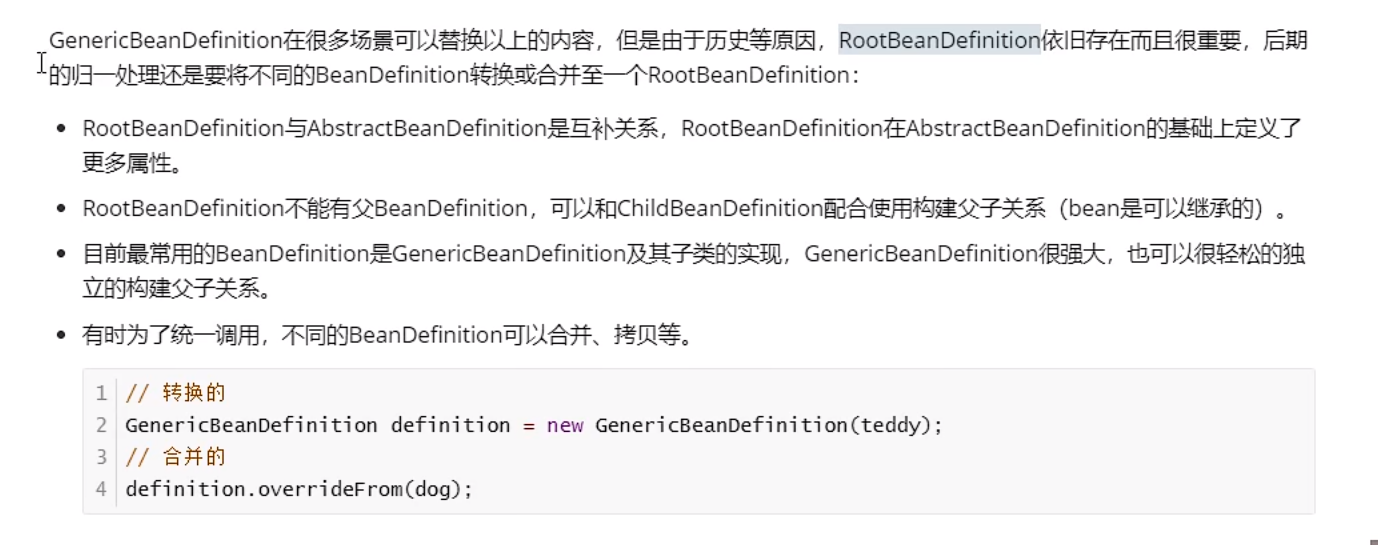 GenericBeanDefinition在很多场景可以替换以上的内容，但是由于历史等原因，RootBeanDefinition依旧存在而且很重要，后期
的归一处理还是要将不同的BeanDefinition转换或合并至一个RootBeanDefinition：
• RootBeanDefinition与AbstractBeanDefinition是互补关系，RootBeanDefinition在AbstractBeanDefinition的基础上定义了
更多属性。
• RootBeanDefinition不能有父BeanDefinition，可以和ChildBeanDefinition配合使用构建父子关系（bean是可以继承的）。
• 目前最常用的BeanDefinition是GenericBeanDefinition及其子类的实现，GenericBeanDefinition很强大，也可以很轻松的独
立的构建父子关系。
• 有时为了统一调用，不同的BeanDefinition可以合并、拷贝等。
1 // 转换的
2 GenericBeanDefinition definition = new GenericBeanDefinition(teddy);
3 // 合并的
4 definition.overrideFrom(dog);